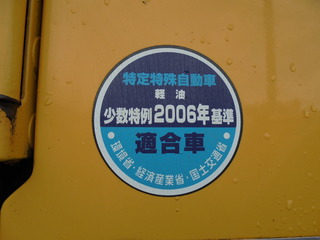 特定特殊自動車
軽油
少数特例2006年基準
適合車
・環境省・経済産業省・国土交通省・